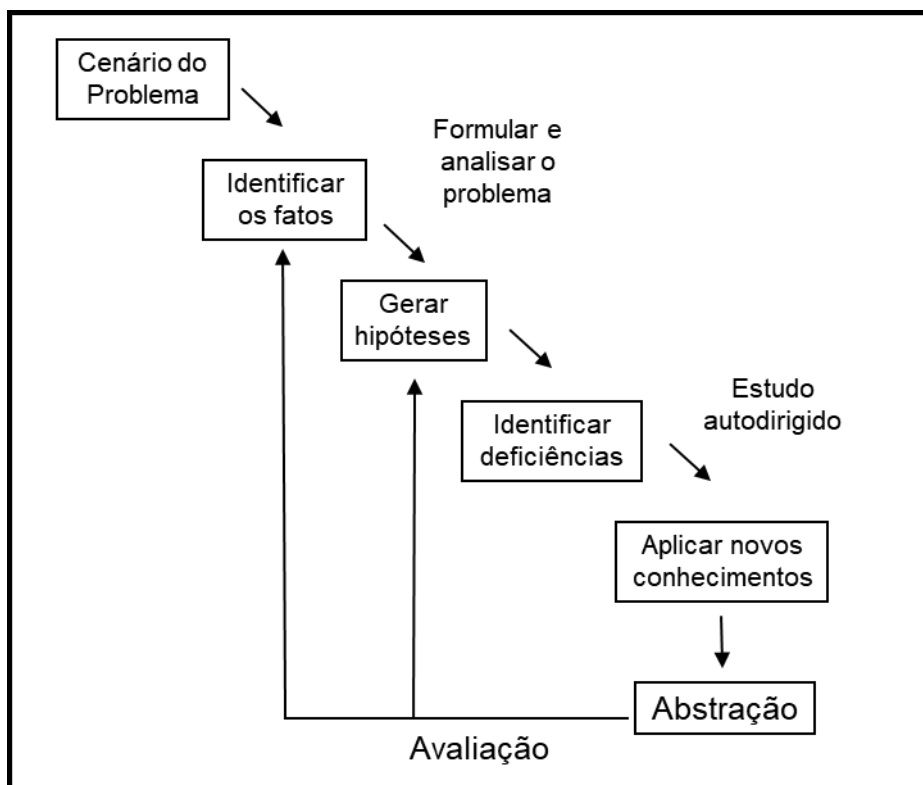 Cenário do
Problema
Formular e
analisar o
problema
Identificar
os fatos
Gerar
hipóteses
Estudo
autodirigido
Identificar
deficiências
Aplicar novos
conhecimentos
Abstração
Avaliação